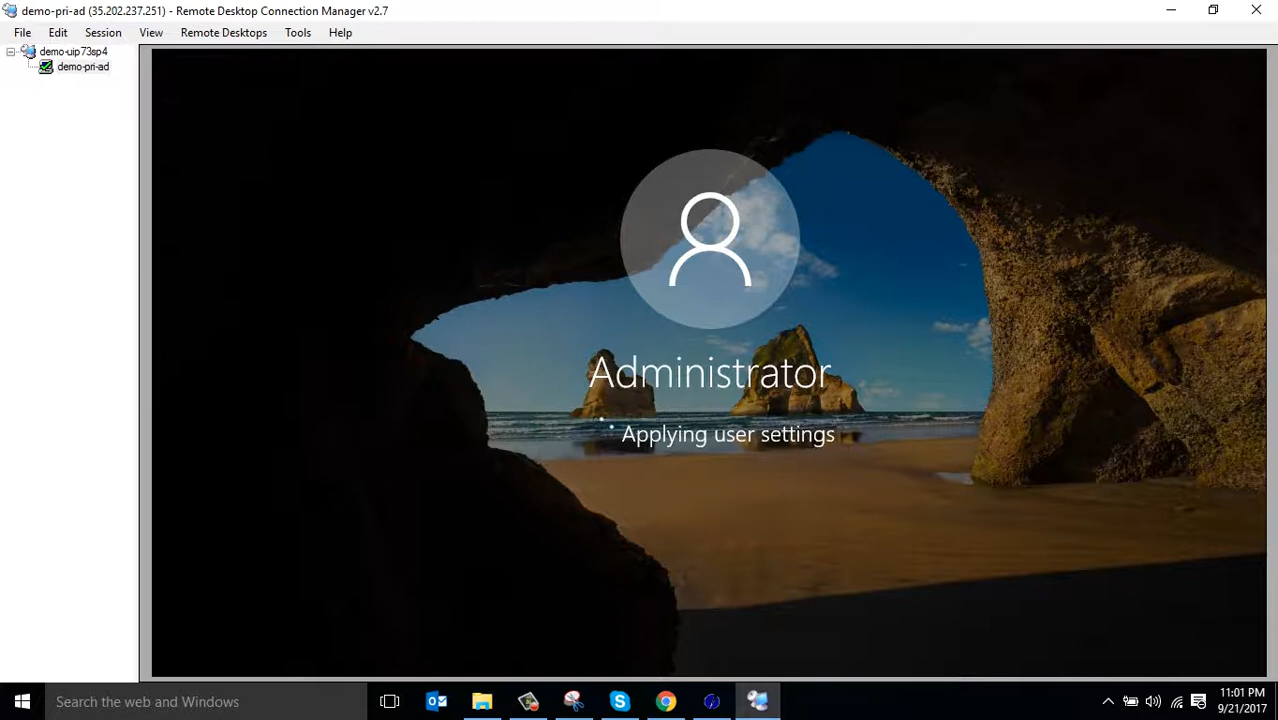 demo-pri-ad (35.202.237.251) - Remote Desktop Connection Manager v2.7
File Edit Session View Remote Desktops Tools Help
demo-uip73sp4
demo-pri-ad
Administrator
Applying user settings
Search the web and Windows
11:01 PM
9/21/2017